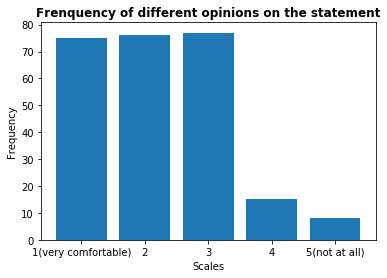 Frenquency of different opinions on the statement
80
70
60
50
40
30
20
10
0
Frequency
1(very comfortable) 2 3 4 5(not at all)
Scales